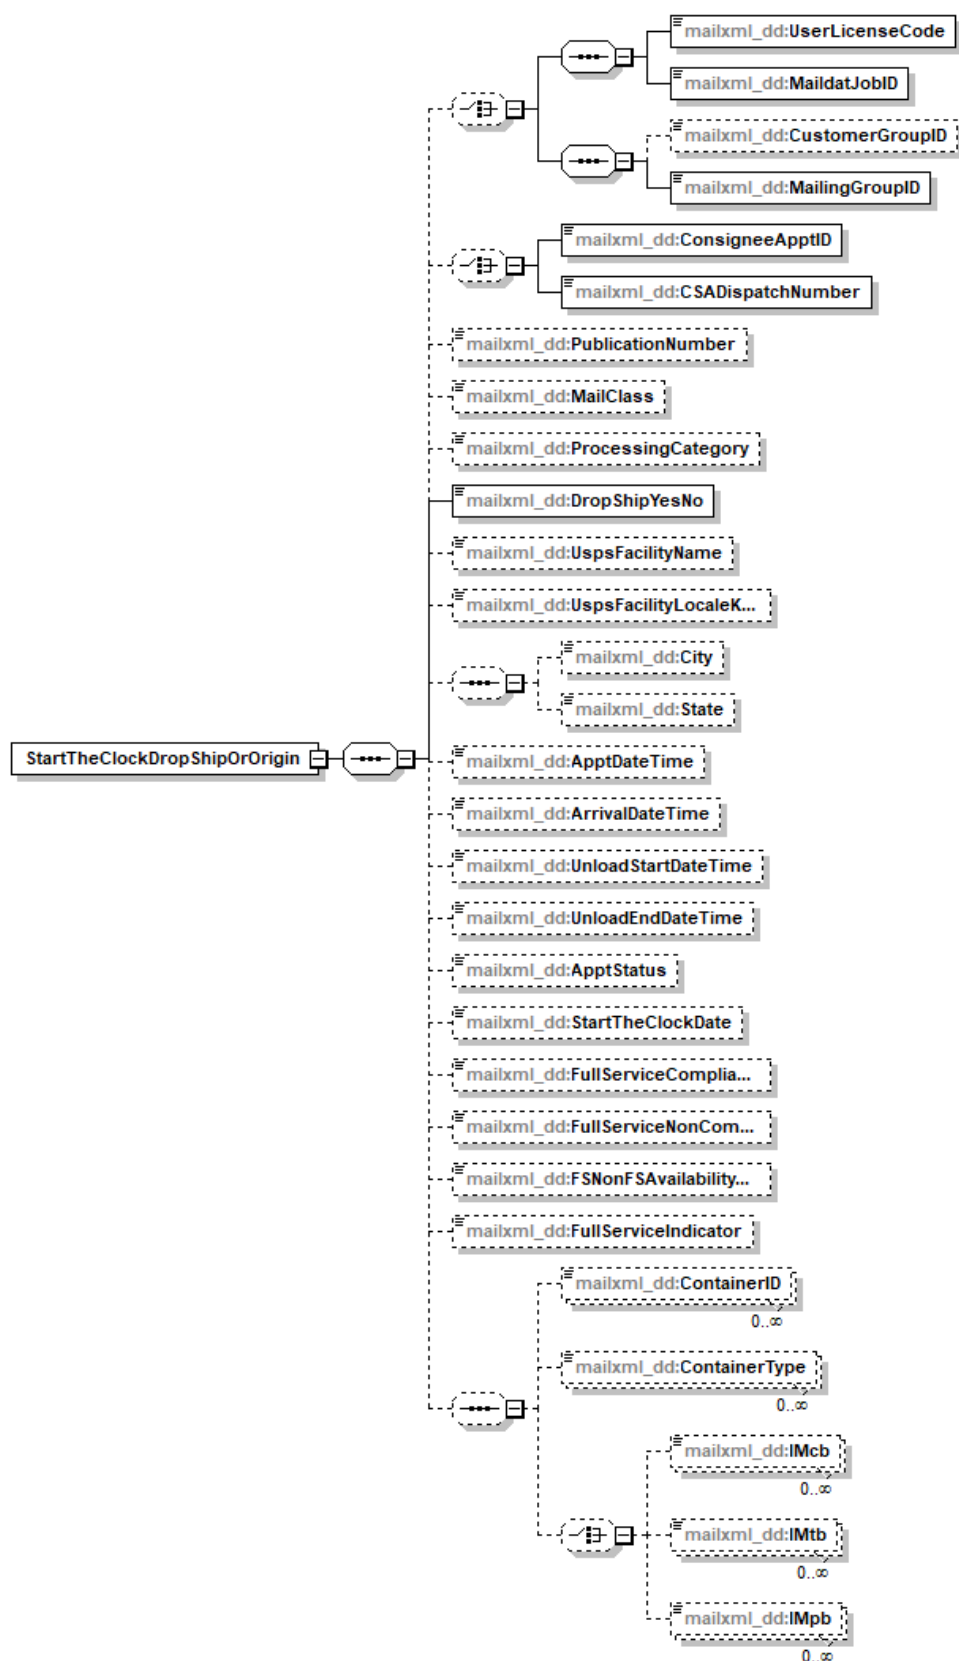 mailxml_dd:UserLicenseCode
mailxml_dd:MaildatJobID
mailxml_dd:CustomerGroupID
mailxml_dd:MailingGroupID
mailxml_dd:ConsigneeApptID
mailxml_dd:CSADispatchNumber
mailxml_dd:PublicationNumber
mailxml_dd:MailClass
mailxml_dd:ProcessingCategory
mailxml_dd:DropShipYesNo
mailxml_dd:UspsFacilityName
mailxml_dd:UspsFacilityLocaleK...
mailxml_dd:City
mailxml_dd:State
StartTheClockDropShipOrOrigin
mailxml_dd:ApptDateTime
mailxml_dd:ArrivalDateTime
mailxml_dd:UnloadStartDateTime
mailxml_dd:UnloadEndDateTime
mailxml_dd:ApptStatus
mailxml_dd:StartTheClockDate
mailxml_dd:FullServiceComplia...
mailxml_dd:FullServiceNonCom...
mailxml_dd:FSNonFSAvailability...
mailxml_dd:FullServiceIndicator
mailxml_dd:ContainerID
0..∞
mailxml_dd:ContainerType
0..∞
mailxml_dd:IMcb
0..∞
mailxml_dd:IMtb
0..∞
mailxml_dd:IMpb
0..∞